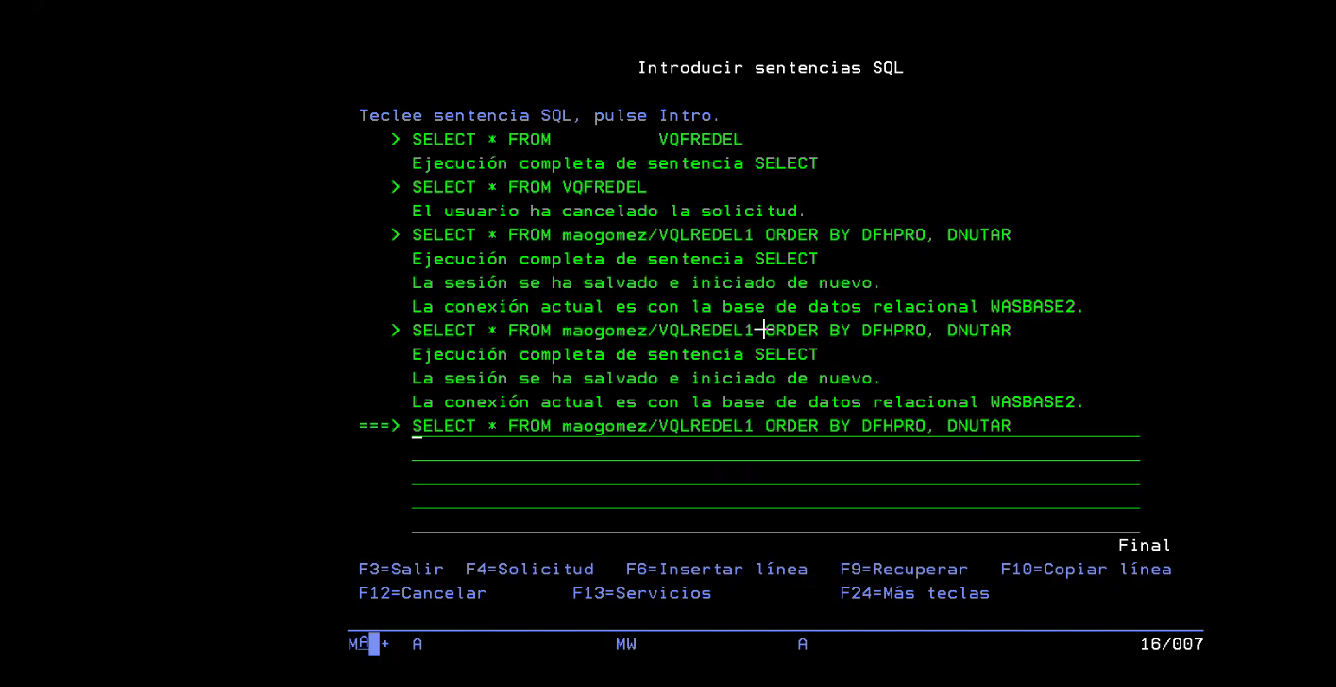 Introducir sentencias SQL
Teclee sentencia SQL, pulse Intro.
> SELECT * FROM VQFREDEL
Ejecución completa de sentencia SELECT
> SELECT * FROM VQFREDEL
El usuario ha cancelado la solicitud.
> SELECT * FROM maogomez/VQLREDEL1 ORDER BY DFHPRO, DNUTAR
Ejecución completa de sentencia SELECT
La sesión se ha salvado e iniciado de nuevo.
La conexión actual es con la base de datos relacional WASBASE2.
> SELECT * FROM maogomez/VQLREDEL1 ORDER BY DFHPRO, DNUTAR
Ejecución completa de sentencia SELECT
La sesión se ha salvado e iniciado de nuevo.
La conexión actual es con la base de datos relacional WASBASE2.
===> SELECT * FROM maogomez/VQLREDEL1 ORDER BY DFHPRO, DNUTAR
Final
F3=Salir F4=Solicitud F6=Insertar línea F9=Recuperar F10=Copiar línea
F12=Cancelar F13=Servicios F24=Más teclas
MA + A MW A 16/007